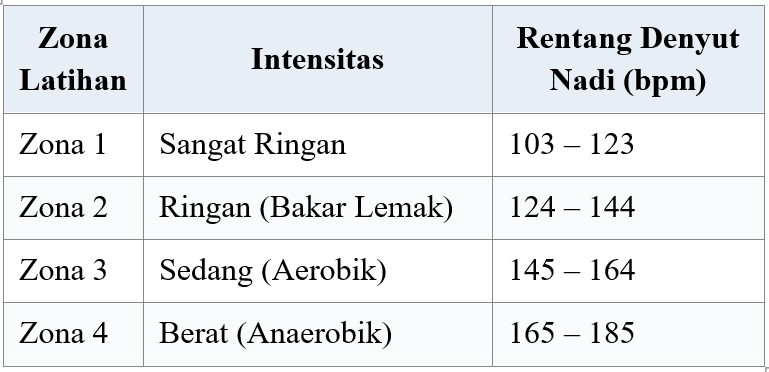 Zona Latihan Intensitas Rentang Denyut Nadi (bpm)
Zona 1 Sangat Ringan 103 – 123
Zona 2 Ringan (Bakar Lemak) 124 – 144
Zona 3 Sedang (Aerobik) 145 – 164
Zona 4 Berat (Anaerobik) 165 – 185